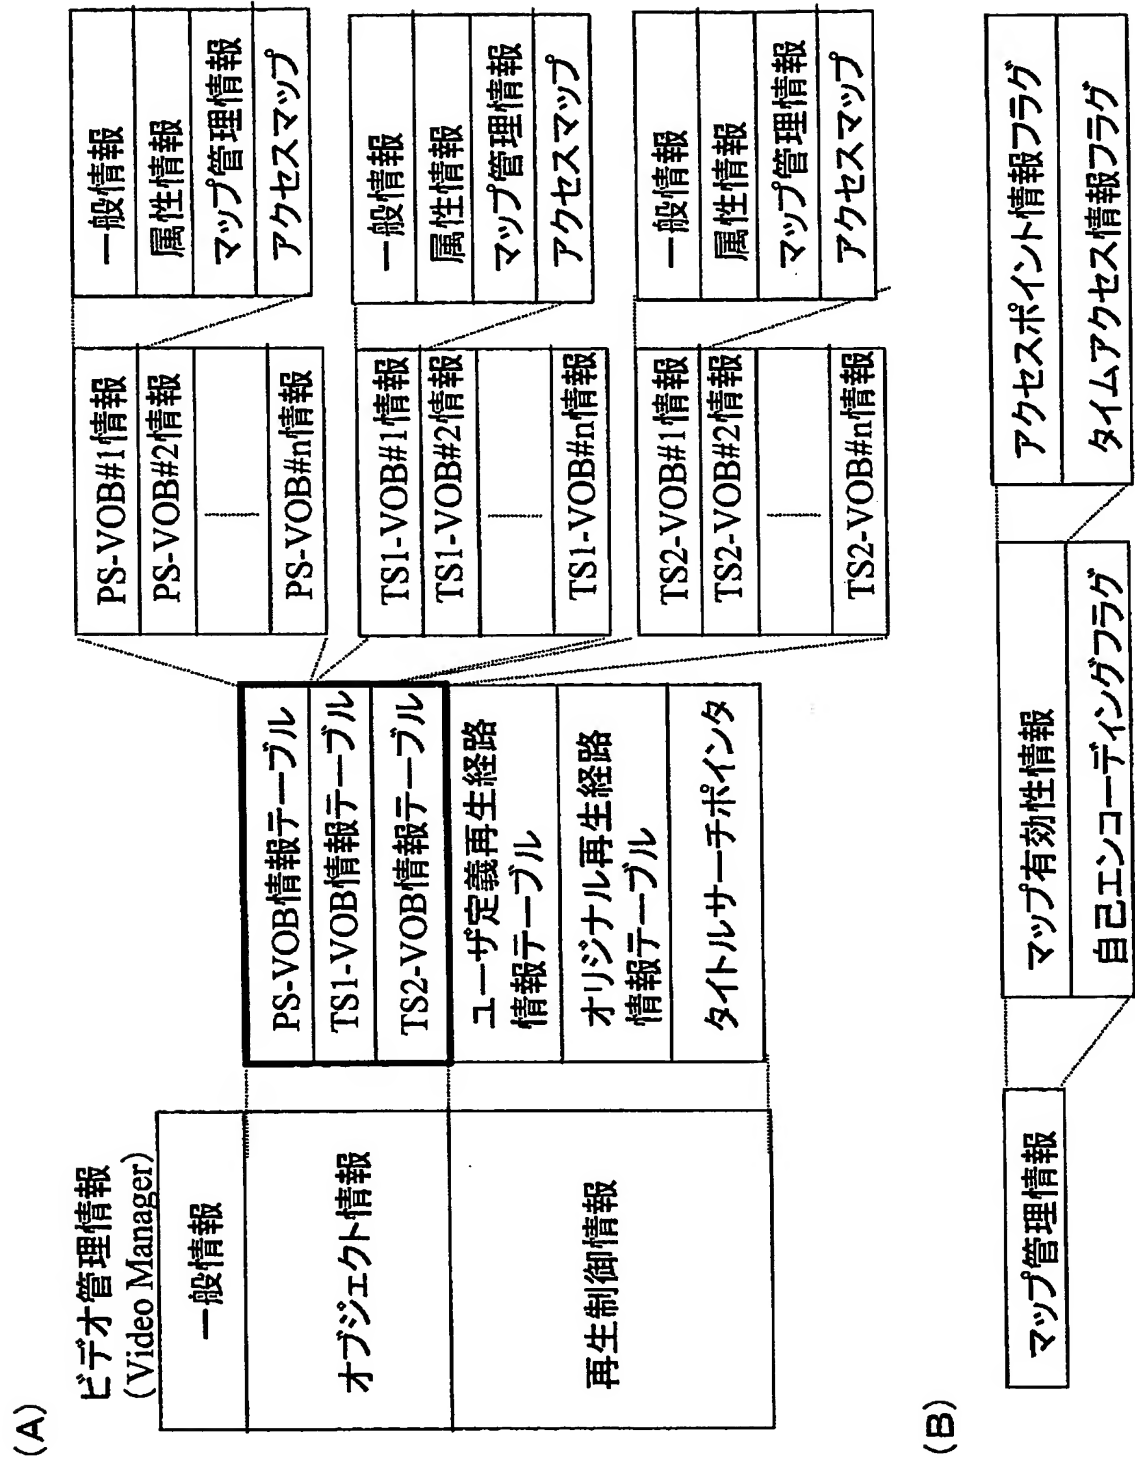 (A)
ビデオ管理情報
(Video Manager)
一般情報
オブジェクト情報
再生制御情報
PS-VOB情報テーブル
TS1-VOB情報テーブル
TS2-VOB情報テーブル
ユーザ定義再生経路
情報テーブル
オリジナル再生経路
情報テーブル
タイトルサーチポインタ
PS-VOB#1情報
PS-VOB#2情報
PS-VOB#n情報
TS1-VOB#1情報
TS1-VOB#2情報
TS1-VOB#n情報
TS2-VOB#1情報
TS2-VOB#2情報
TS2-VOB#n情報
一般情報
属性情報
マップ管理情報
アクセスマップ
一般情報
属性情報
マップ管理情報
アクセスマップ
一般情報
属性情報
マップ管理情報
アクセスマップ
(B)
マップ管理情報
マップ有効性情報
自己エンコーディングフラグ
アクセスポイント情報フラグ
タイムアクセス情報フラグ